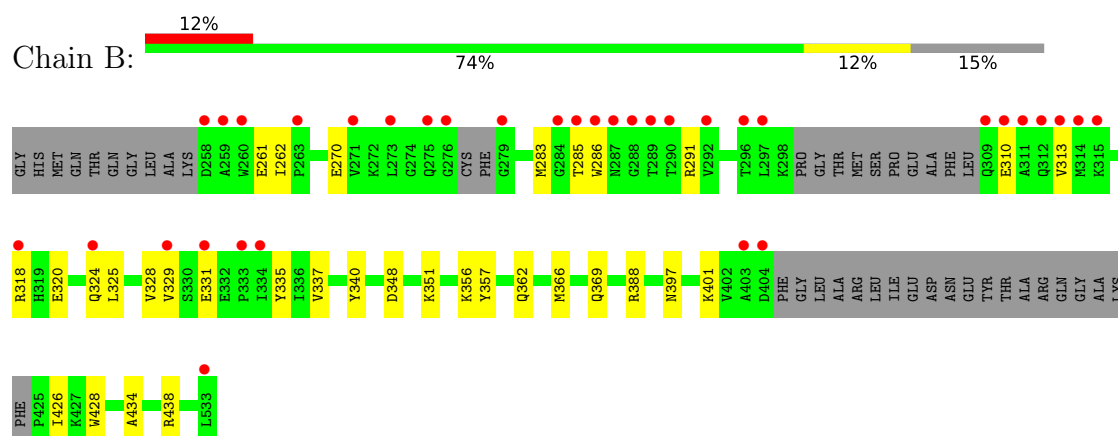 12%
Chain B:
74% 12% 15%
GLY HIS MET GLN THR GLN GLY LEU ALA LYS D258 A259 W260 E261 I262 P263 E270 V271 K272 L273 G274 Q275 G276 CYS PHE G279 M283 G284 T285 W286 N287 G288 T289 T290 R291 V292 T296 L297 K298 PRO GLY THR MET SER PRO GLU ALA PHE LEU Q309 E310 A311 Q312 V313 M314 K315
R318 H319 E320 Q324 L325 V328 V329 S330 E331 E332 P333 I334 Y335 I336 V337 Y340 D348 K351 K356 Y357 Q362 M366 Q369 R388 N397 K401 V402 A403 D404 PHE GLY LEU ALA ARG LEU ILE GLU ASP ASN GLU TYR THR ALA ARG GLN GLY ALA LYS
PHE P425 I426 K427 W428 A434 R438 L533